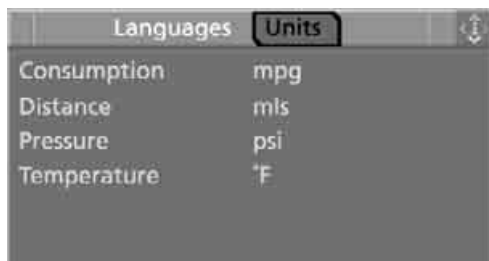 Languages Units
Consumption mpg
Distance mls
Pressure psi
Temperature °F